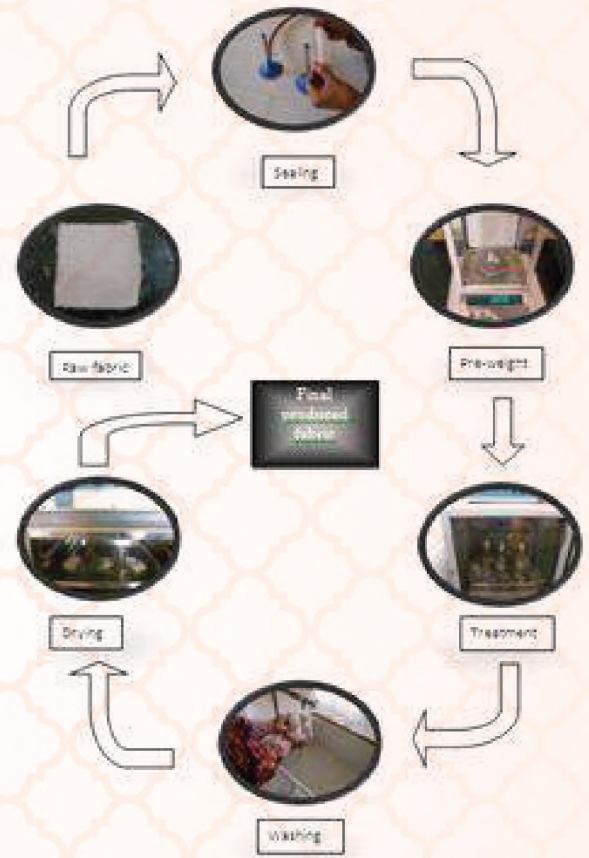 Sealing
Raw fabric
Pre-weight
Final
produced
fabric
Drying
Treatment
Washing